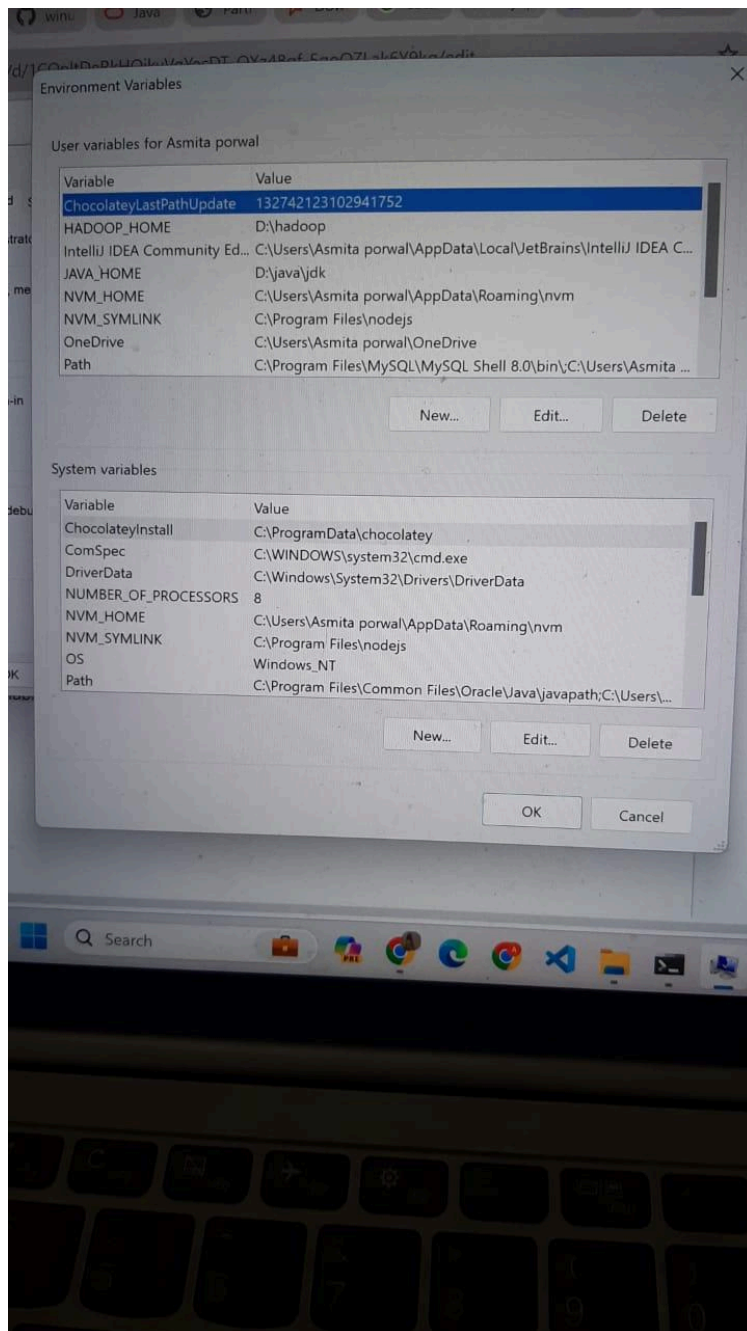 Java
Environment Variables
User variables for Asmita porwal
Variable Value
ChocolateyLastPathUpdate 132742123102941752
HADOOP_HOME D:\hadoop
IntelliJ IDEA Community Ed... C:\Users\Asmita porwal\AppData\Local\JetBrains\IntelliJ IDEA C...
JAVA_HOME D:\java\jdk
NVM_HOME C:\Users\Asmita porwal\AppData\Roaming\nvm
NVM_SYMLINK C:\Program Files\nodejs
OneDrive C:\Users\Asmita porwal\OneDrive
Path C:\Program Files\MySQL\MySQL Shell 8.0\bin\;C:\Users\Asmita ...
New... Edit... Delete
System variables
Variable Value
ChocolateyInstall C:\ProgramData\chocolatey
ComSpec C:\WINDOWS\system32\cmd.exe
DriverData C:\Windows\System32\Drivers\DriverData
NUMBER_OF_PROCESSORS 8
NVM_HOME C:\Users\Asmita porwal\AppData\Roaming\nvm
NVM_SYMLINK C:\Program Files\nodejs
OS Windows_NT
Path C:\Program Files\Common Files\Oracle\Java\javapath;C:\Users\...
New... Edit... Delete
OK Cancel
Search
PRE